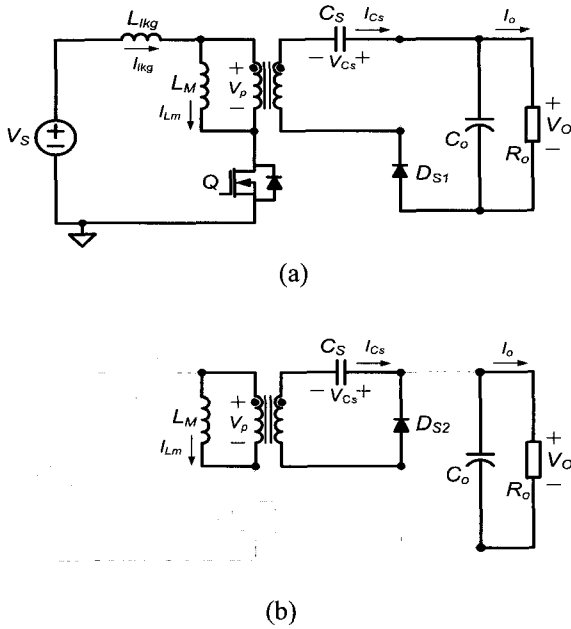 L_lkg
I_lkg
C_S
I_Cs
I_o
− V_Cs +
L_M
+
V_p
−
I_Lm
V_S
+
−
C_o
+
V_O
−
R_o
Q
D_S1
(a)
C_S
I_Cs
I_o
− V_Cs +
L_M
+
V_p
−
I_Lm
D_S2
C_o
+
V_O
−
R_o
(b)